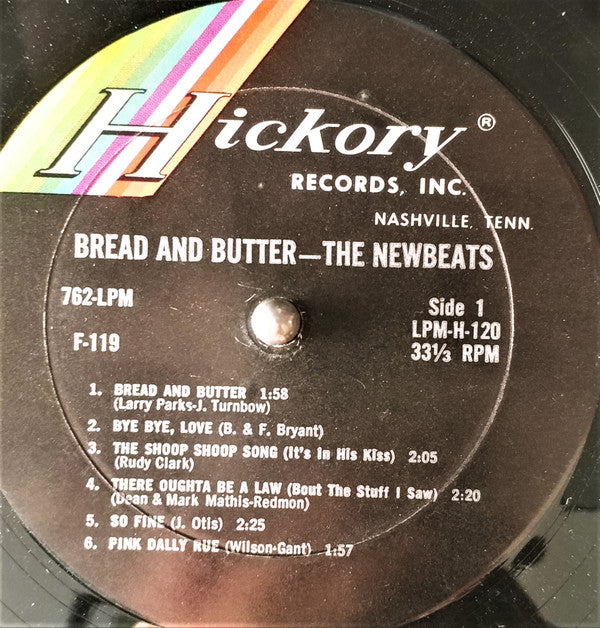 Hickory ®
RECORDS, INC.
NASHVILLE, TENN.
BREAD AND BUTTER—THE NEWBEATS
762-LPM
Side 1
LPM-H-120
F-119
33⅓ RPM
1. BREAD AND BUTTER 1:58
(Larry Parks-J. Turnbow)
2. BYE BYE, LOVE (B. & F. Bryant)
3. THE SHOOP SHOOP SONG (It's In His Kiss) 2:05
(Rudy Clark)
4. THERE OUGHTA BE A LAW (Bout The Stuff I Saw) 2:20
(Dean & Mark Mathis-Redmon)
5. SO FINE (J. Otis) 2:25
6. PINK DALLY RUE (Wilson-Gant) 1:57